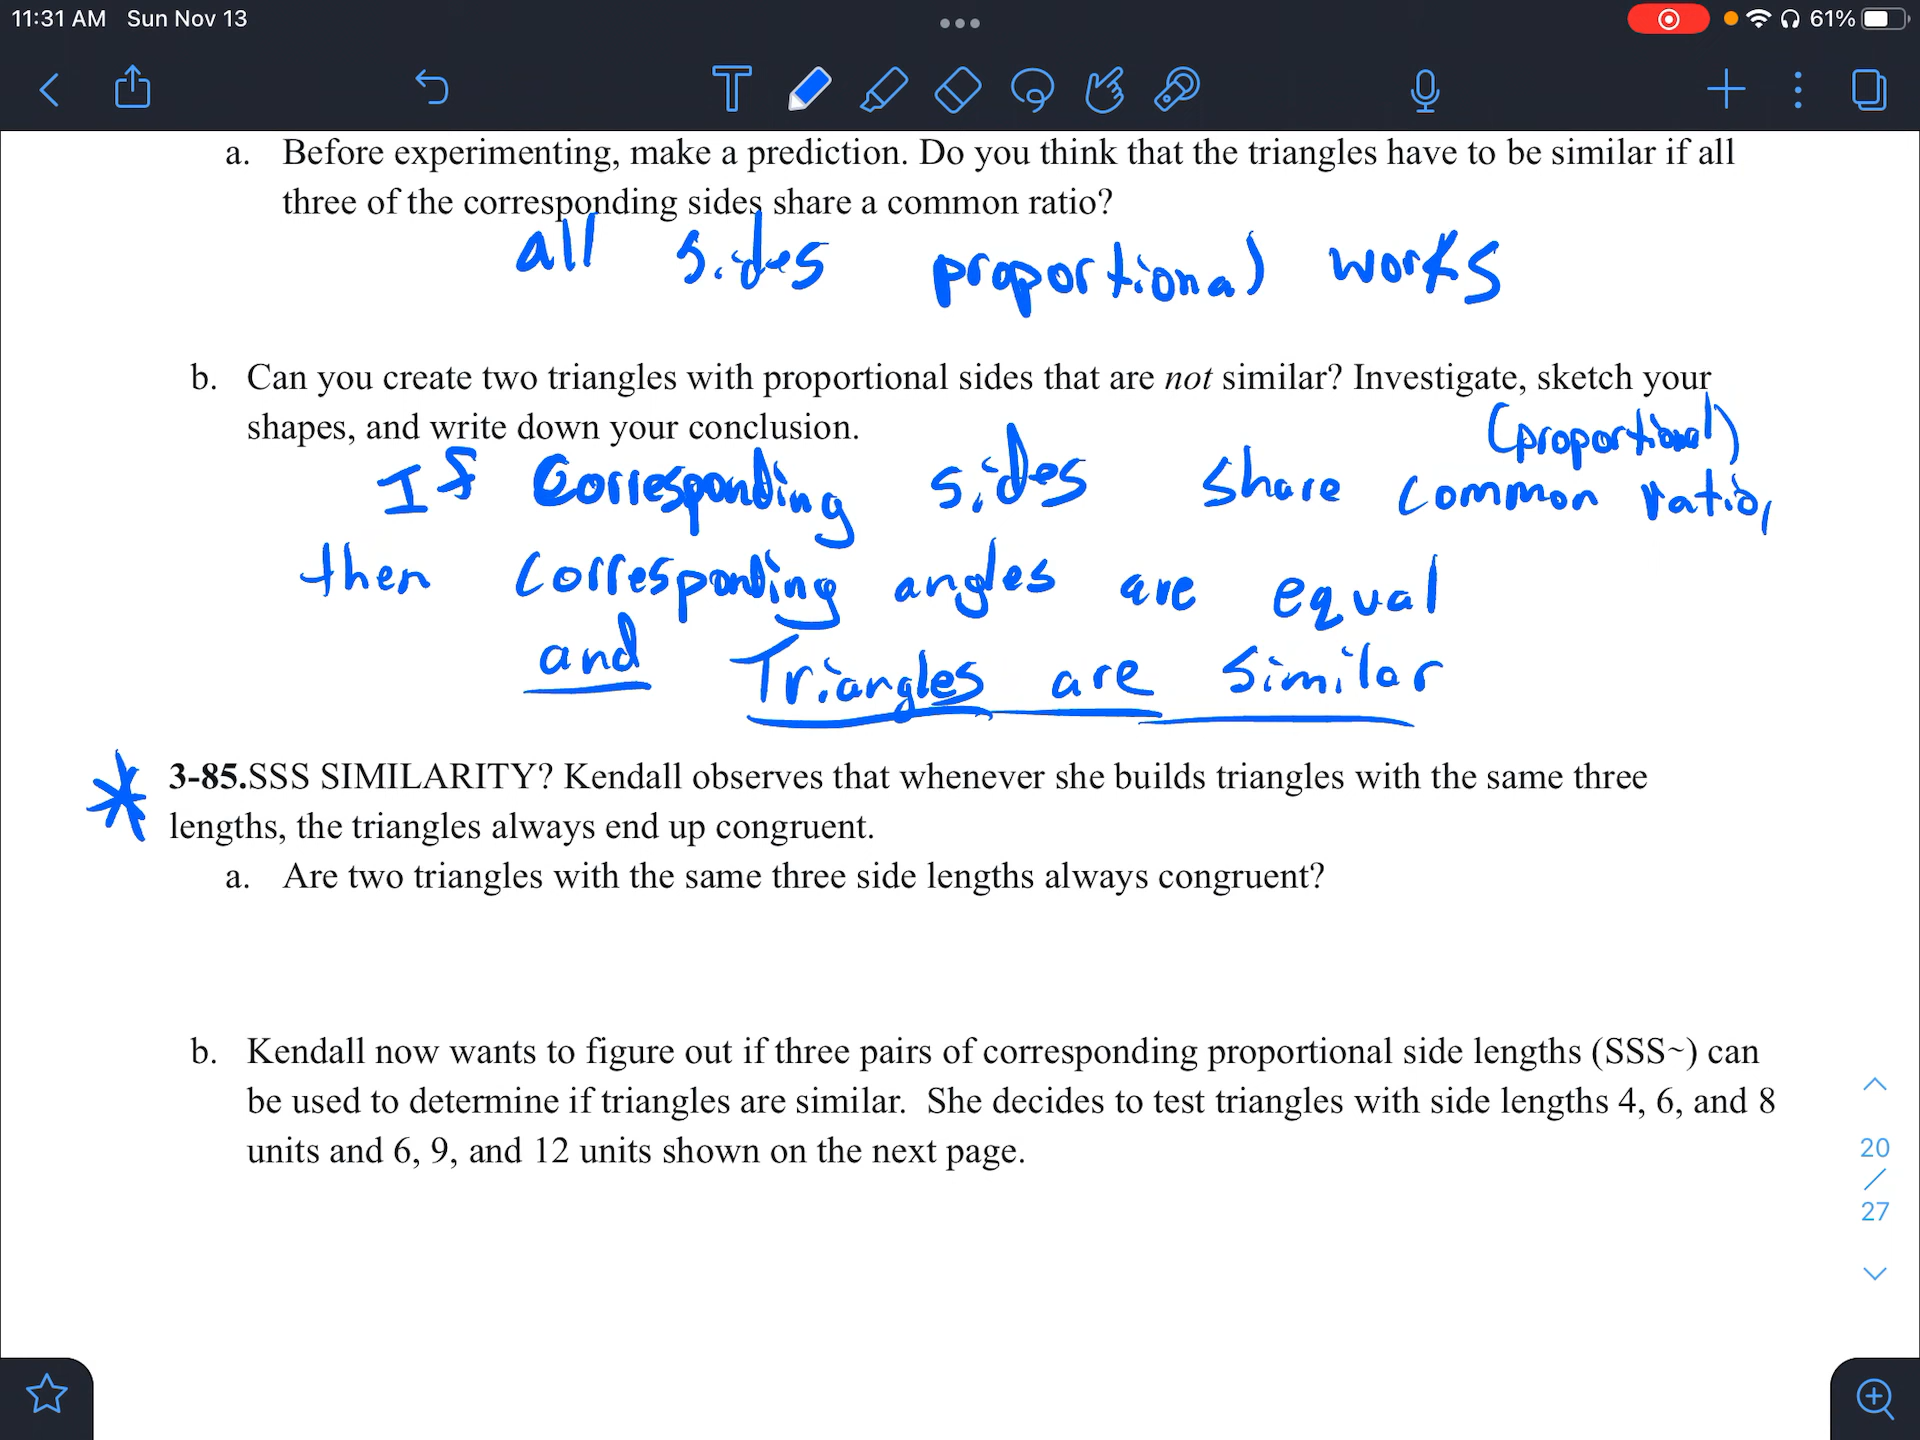 11:31 AM Sun Nov 13
61%
a. Before experimenting, make a prediction. Do you think that the triangles have to be similar if all
three of the corresponding sides share a common ratio?
all sides proportional works
b. Can you create two triangles with proportional sides that are not similar? Investigate, sketch your
shapes, and write down your conclusion.
(proportional)
If Corresponding sides share common ratio,
then corresponding angles are equal
and Triangles are similar
* 3-85.SSS SIMILARITY? Kendall observes that whenever she builds triangles with the same three
lengths, the triangles always end up congruent.
a. Are two triangles with the same three side lengths always congruent?
b. Kendall now wants to figure out if three pairs of corresponding proportional side lengths (SSS~) can
be used to determine if triangles are similar. She decides to test triangles with side lengths 4, 6, and 8
units and 6, 9, and 12 units shown on the next page.
20
/
27